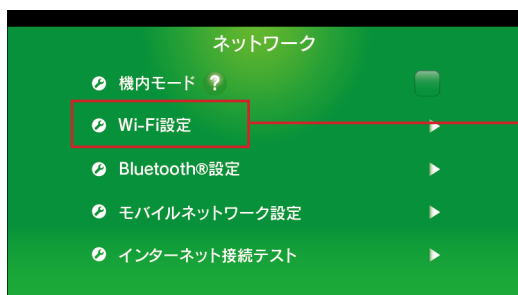 ネットワーク
機内モード ?
Wi-Fi設定
Bluetooth®設定
モバイルネットワーク設定
インターネット接続テスト